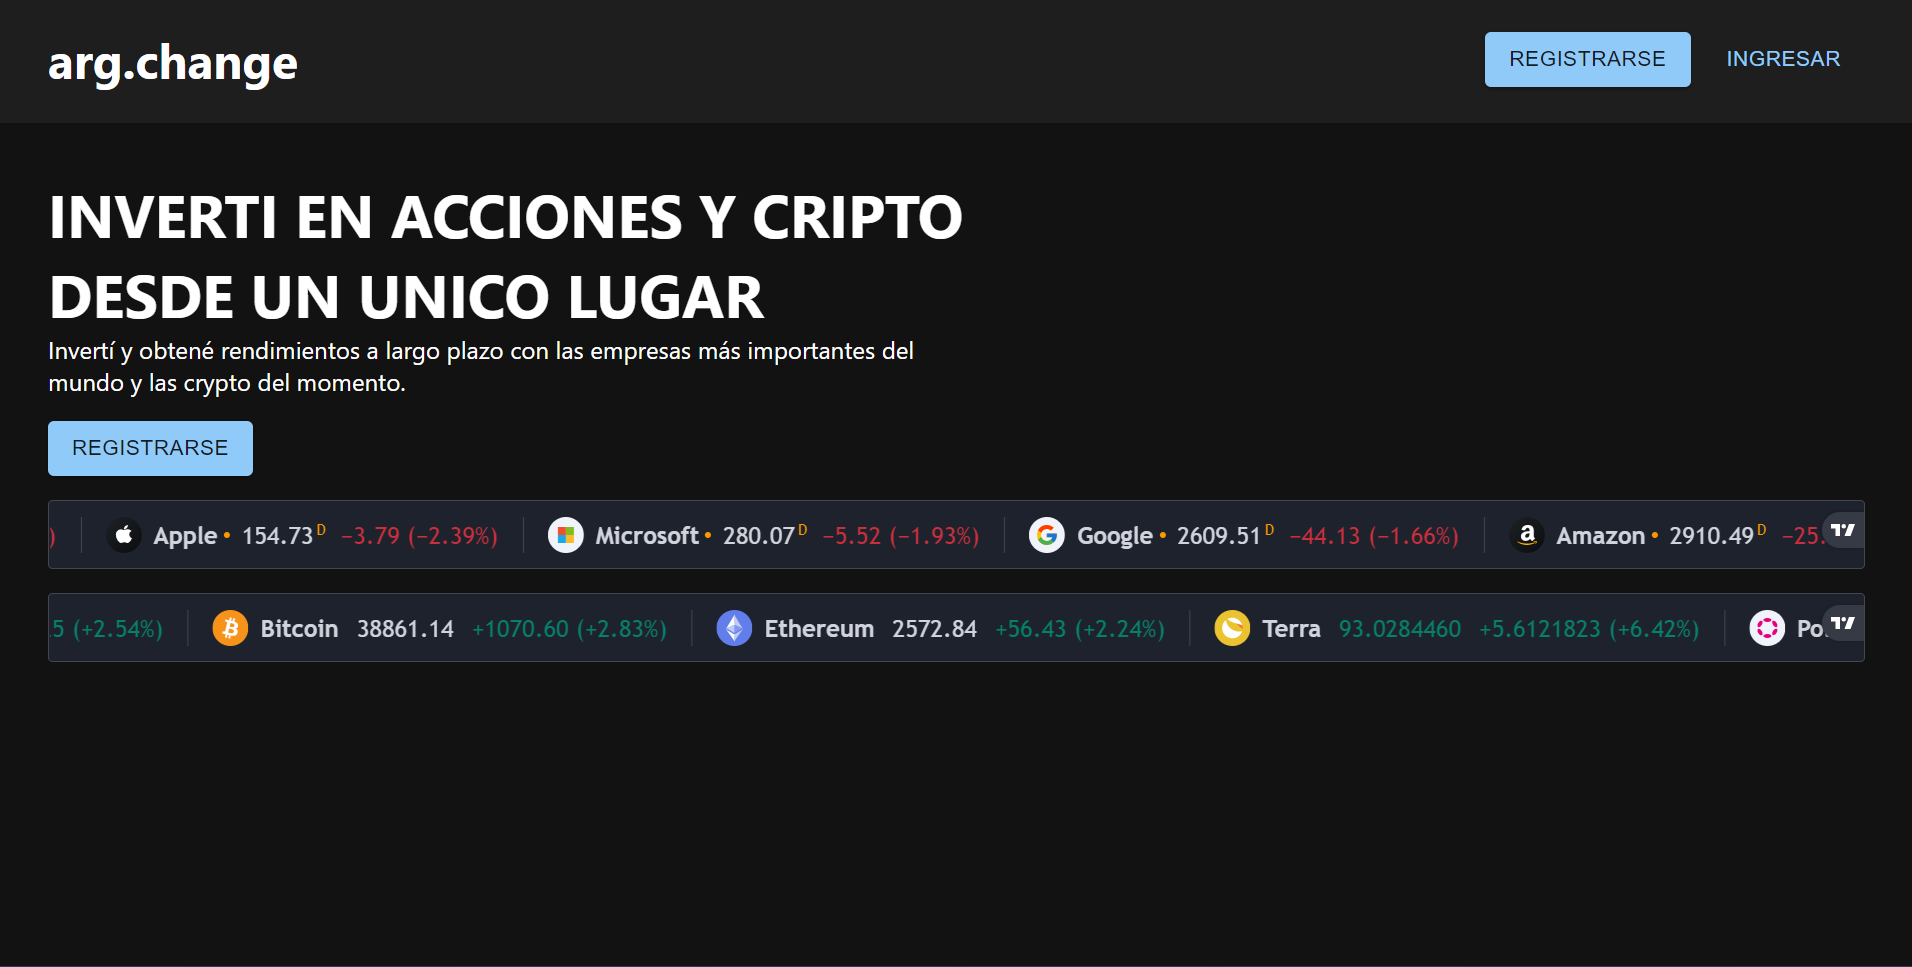 arg.change
REGISTRARSE
INGRESAR
INVERTI EN ACCIONES Y CRIPTO
DESDE UN UNICO LUGAR
Invertí y obtené rendimientos a largo plazo con las empresas más importantes del
mundo y las crypto del momento.
REGISTRARSE
) Apple • 154.73 D −3.79 (−2.39%) Microsoft • 280.07 D −5.52 (−1.93%) Google • 2609.51 D −44.13 (−1.66%) Amazon • 2910.49 D −25.
5 (+2.54%) Bitcoin 38861.14 +1070.60 (+2.83%) Ethereum 2572.84 +56.43 (+2.24%) Terra 93.0284460 +5.6121823 (+6.42%) Po